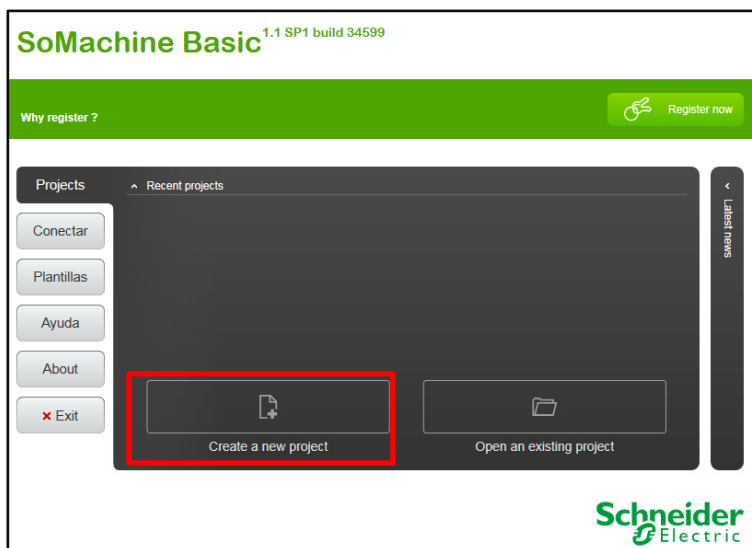 SoMachine Basic 1.1 SP1 build 34599
Why register ?
Register now
Projects
Recent projects
Latest news
Conectar
Plantillas
Ayuda
About
Exit
Create a new project
Open an existing project
Schneider
Electric